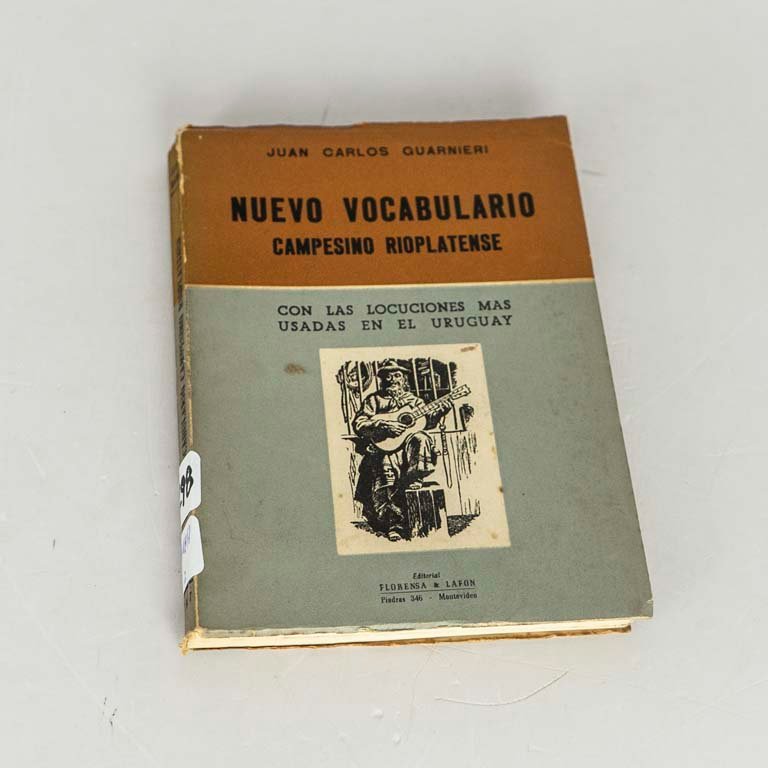 JUAN CARLOS GUARNIERI
NUEVO VOCABULARIO
CAMPESINO RIOPLATENSE
CON LAS LOCUCIONES MAS
USADAS EN EL URUGUAY
Editorial
FLORENSA & LAFON
Piedras 346 - Montevideo